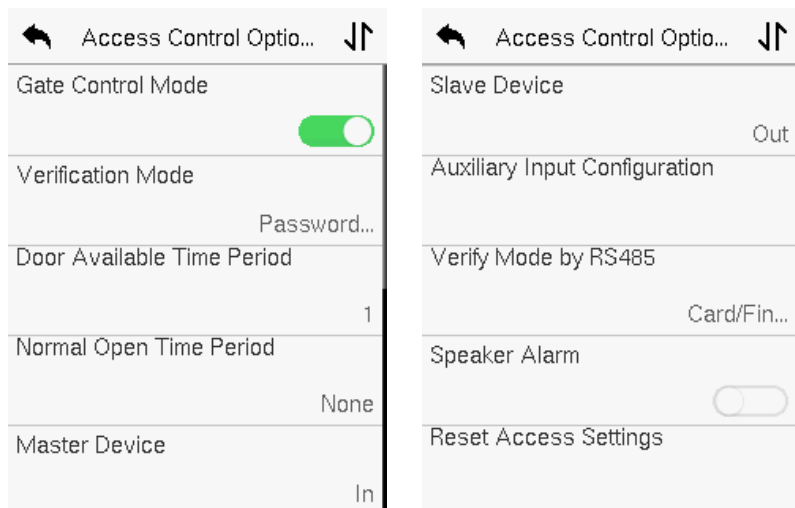 Access Control Optio...
Gate Control Mode
Verification Mode
Password...
Door Available Time Period
1
Normal Open Time Period
None
Master Device
In
Access Control Optio...
Slave Device
Out
Auxiliary Input Configuration
Verify Mode by RS485
Card/Fin...
Speaker Alarm
Reset Access Settings